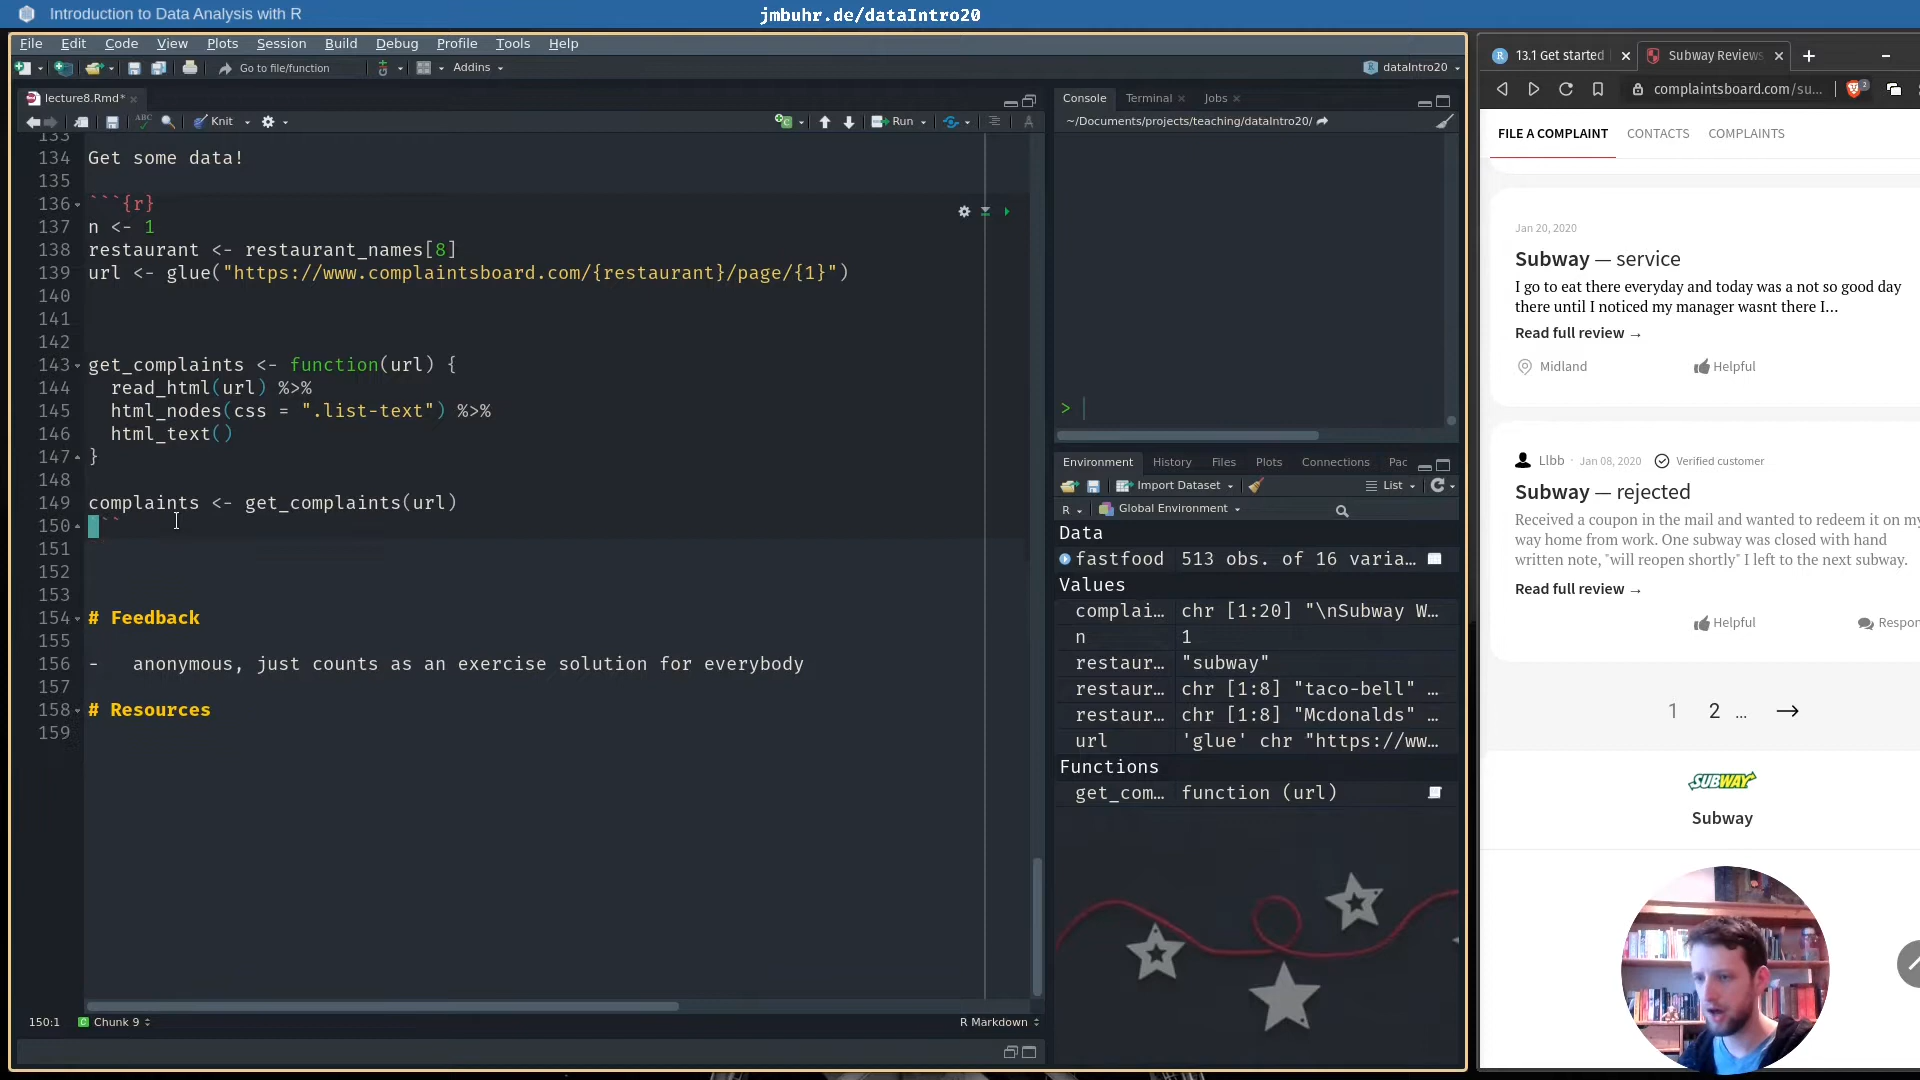 Introduction to Data Analysis with R
jmbuhr.de/dataIntro20
File Edit Code View Plots Session Build Debug Profile Tools Help
Go to file/function Addins dataIntro20
lecture8.Rmd*
ABC Knit Run
133
134 Get some data!
135
136 ```{r}
137 n <- 1
138 restaurant <- restaurant_names[8]
139 url <- glue("https://www.complaintsboard.com/{restaurant}/page/{1}")
140
141
142
143 get_complaints <- function(url) {
144 read_html(url) %>%
145 html_nodes(css = ".list-text") %>%
146 html_text()
147 }
148
149 complaints <- get_complaints(url)
150 ```
151
152
153
154 # Feedback
155
156 - anonymous, just counts as an exercise solution for everybody
157
158 # Resources
159
150:1 Chunk 9 R Markdown
Console Terminal Jobs
~/Documents/projects/teaching/dataIntro20/
>
Environment History Files Plots Connections Pac
Import Dataset List
R Global Environment
Data
fastfood 513 obs. of 16 varia…
Values
complai… chr [1:20] "\nSubway W…
n 1
restaur… "subway"
restaur… chr [1:8] "taco-bell" …
restaur… chr [1:8] "Mcdonalds" …
url 'glue' chr "https://ww…
Functions
get_com… function (url)
13.1 Get started Subway Reviews
complaintsboard.com/su... 2
FILE A COMPLAINT CONTACTS COMPLAINTS
Jan 20, 2020
Subway — service
I go to eat there everyday and today was a not so good day
there until I noticed my manager wasnt there I…
Read full review →
Midland Helpful
Llbb · Jan 08, 2020 Verified customer
Subway — rejected
Received a coupon in the mail and wanted to redeem it on my
way home from work. One subway was closed with hand
written note, "will reopen shortly" I left to the next subway.
Read full review →
Helpful Respon
1 2 ... →
SUBWAY
Subway